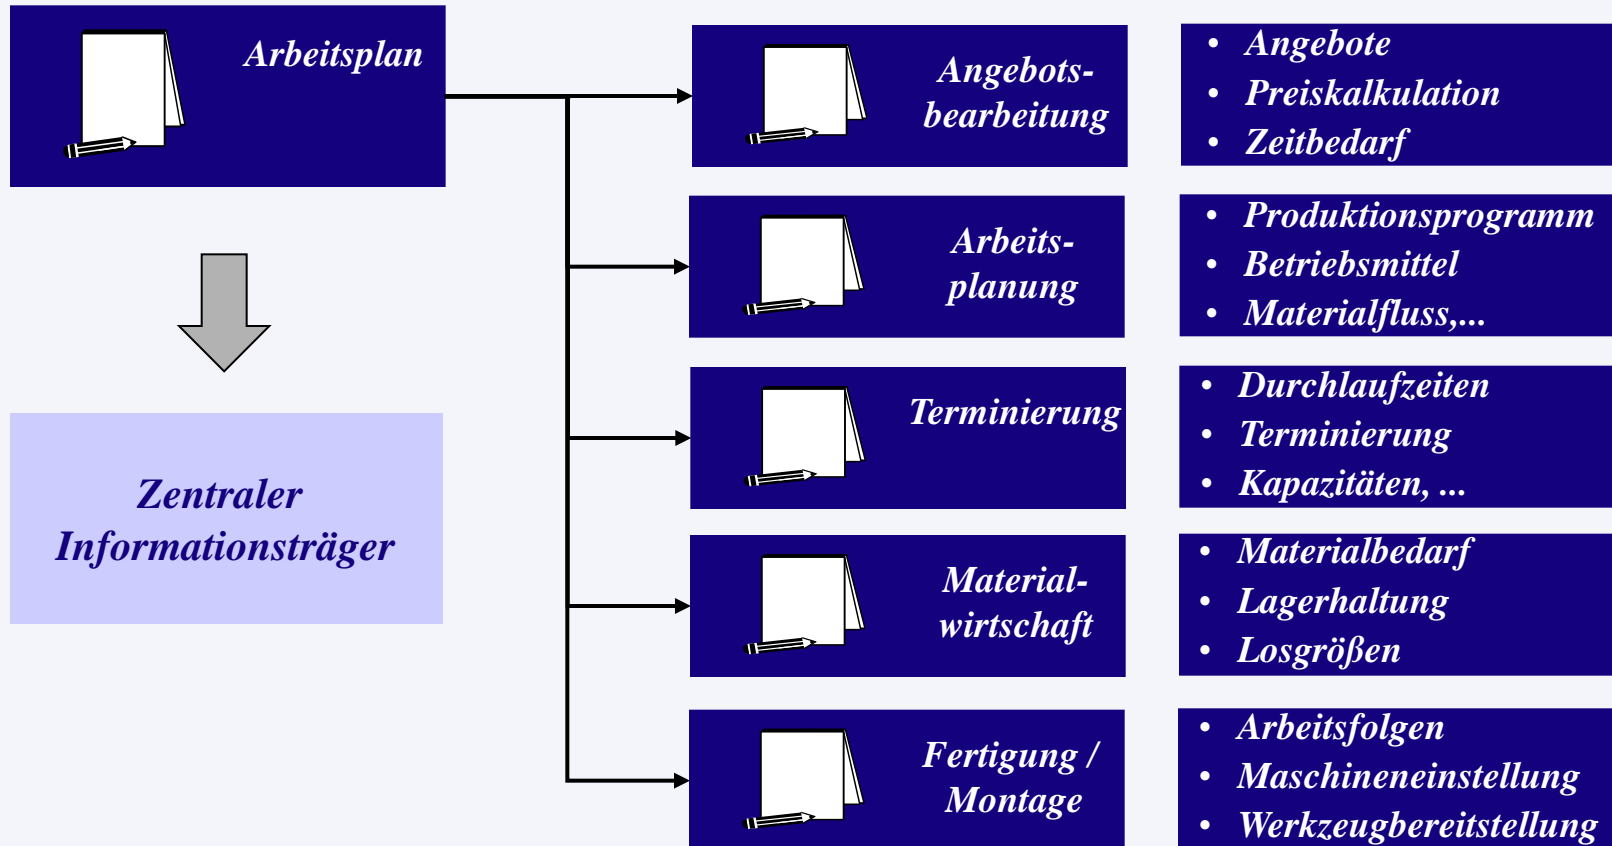 Arbeitsplan
Zentraler
Informationsträger
Angebots-
bearbeitung
• Angebote
• Preiskalkulation
• Zeitbedarf
Arbeits-
planung
• Produktionsprogramm
• Betriebsmittel
• Materialfluss,...
Terminierung
• Durchlaufzeiten
• Terminierung
• Kapazitäten, ...
Material-
wirtschaft
• Materialbedarf
• Lagerhaltung
• Losgrößen
Fertigung /
Montage
• Arbeitsfolgen
• Maschineneinstellung
• Werkzeugbereitstellung